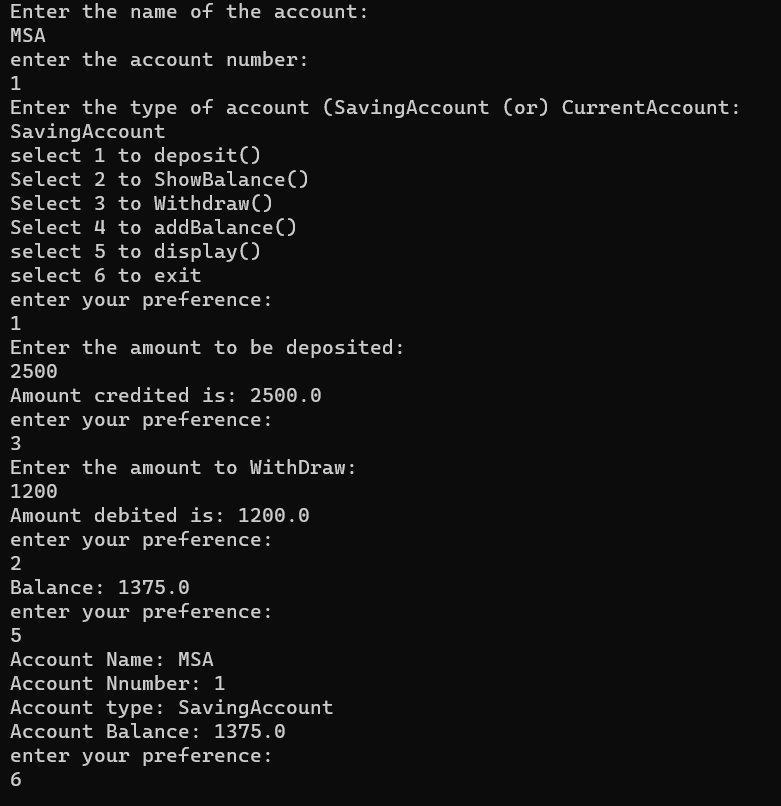 Enter the name of the account:
MSA
enter the account number:
1
Enter the type of account (SavingAccount (or) CurrentAccount:
SavingAccount
select 1 to deposit()
Select 2 to ShowBalance()
Select 3 to Withdraw()
Select 4 to addBalance()
select 5 to display()
select 6 to exit
enter your preference:
1
Enter the amount to be deposited:
2500
Amount credited is: 2500.0
enter your preference:
3
Enter the amount to WithDraw:
1200
Amount debited is: 1200.0
enter your preference:
2
Balance: 1375.0
enter your preference:
5
Account Name: MSA
Account Nnumber: 1
Account type: SavingAccount
Account Balance: 1375.0
enter your preference:
6